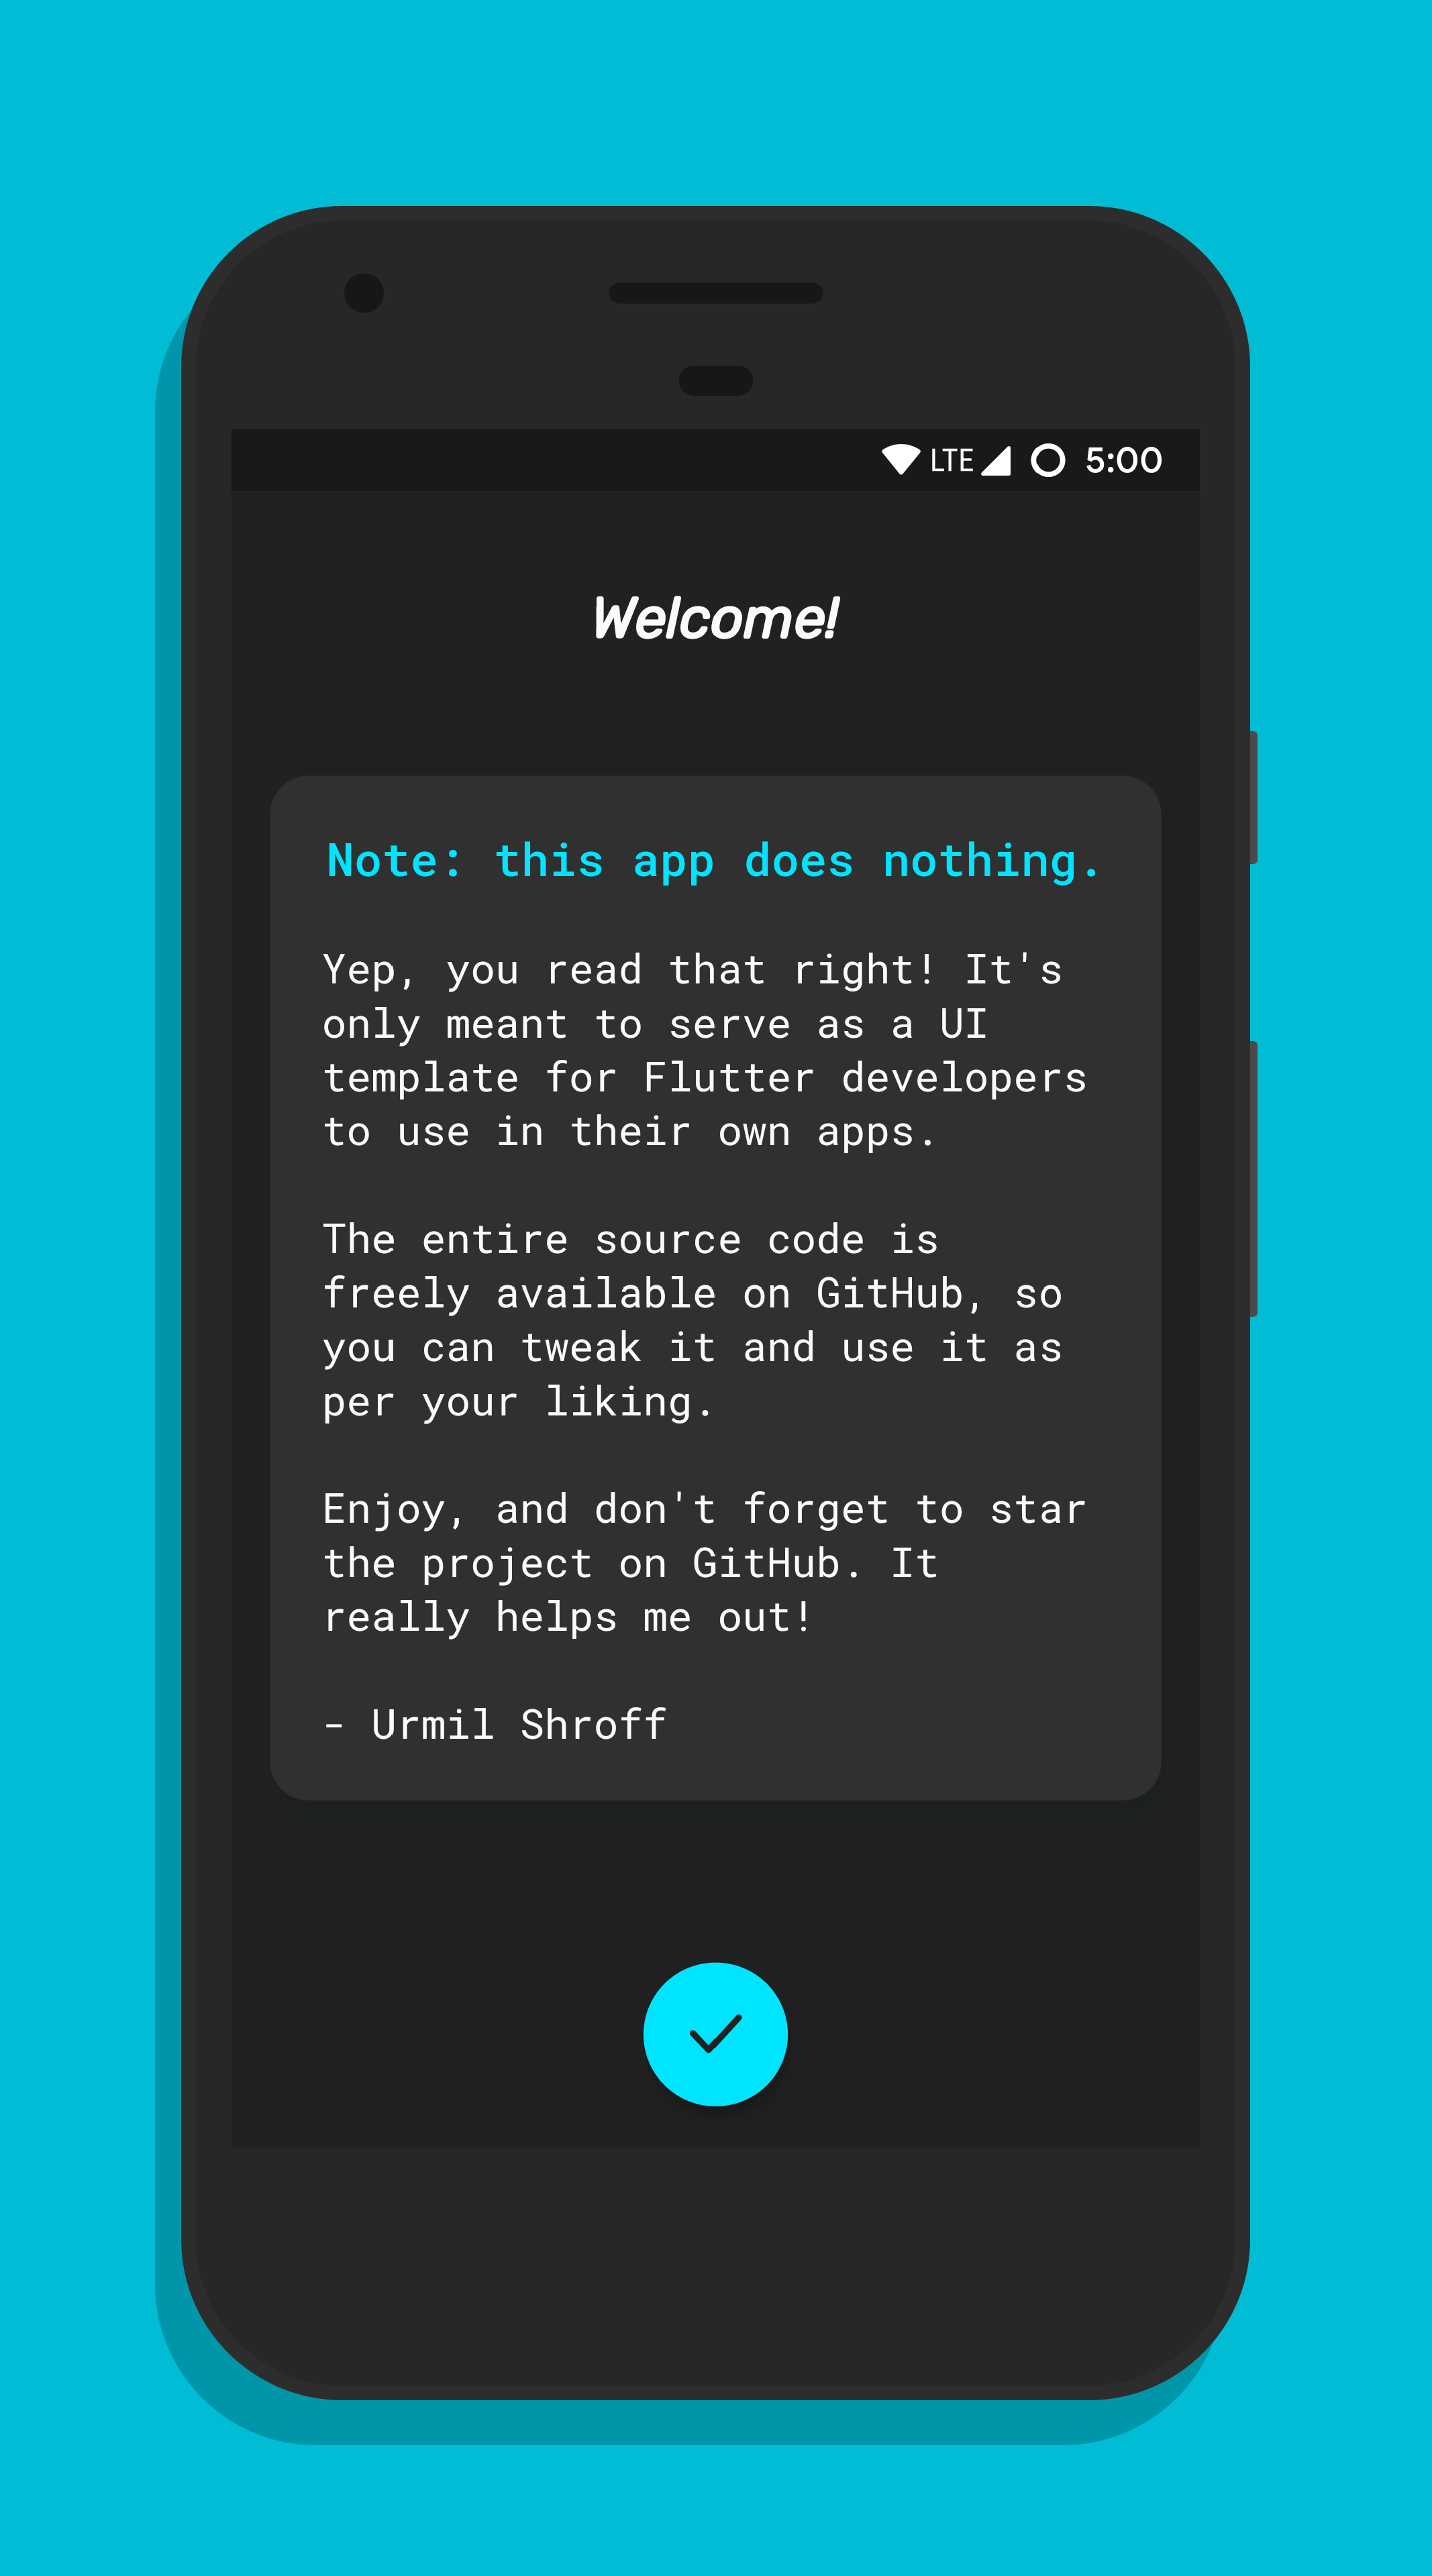 LTE 5:00
Welcome!
Note: this app does nothing.
Yep, you read that right! It's
only meant to serve as a UI
template for Flutter developers
to use in their own apps.
The entire source code is
freely available on GitHub, so
you can tweak it and use it as
per your liking.
Enjoy, and don't forget to star
the project on GitHub. It
really helps me out!
- Urmil Shroff